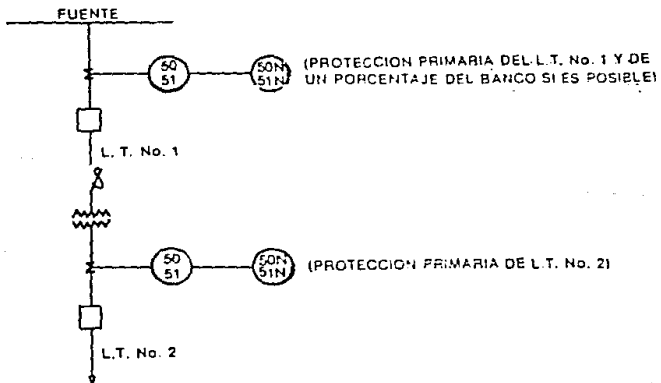 FUENTE
50
51
50N
51N
(PROTECCION PRIMARIA DEL L.T. No. 1 Y DE
UN PORCENTAJE DEL BANCO SI ES POSIBLE)
L.T. No. 1
50
51
50N
51N
(PROTECCION PRIMARIA DE L.T. No. 2)
L.T. No. 2